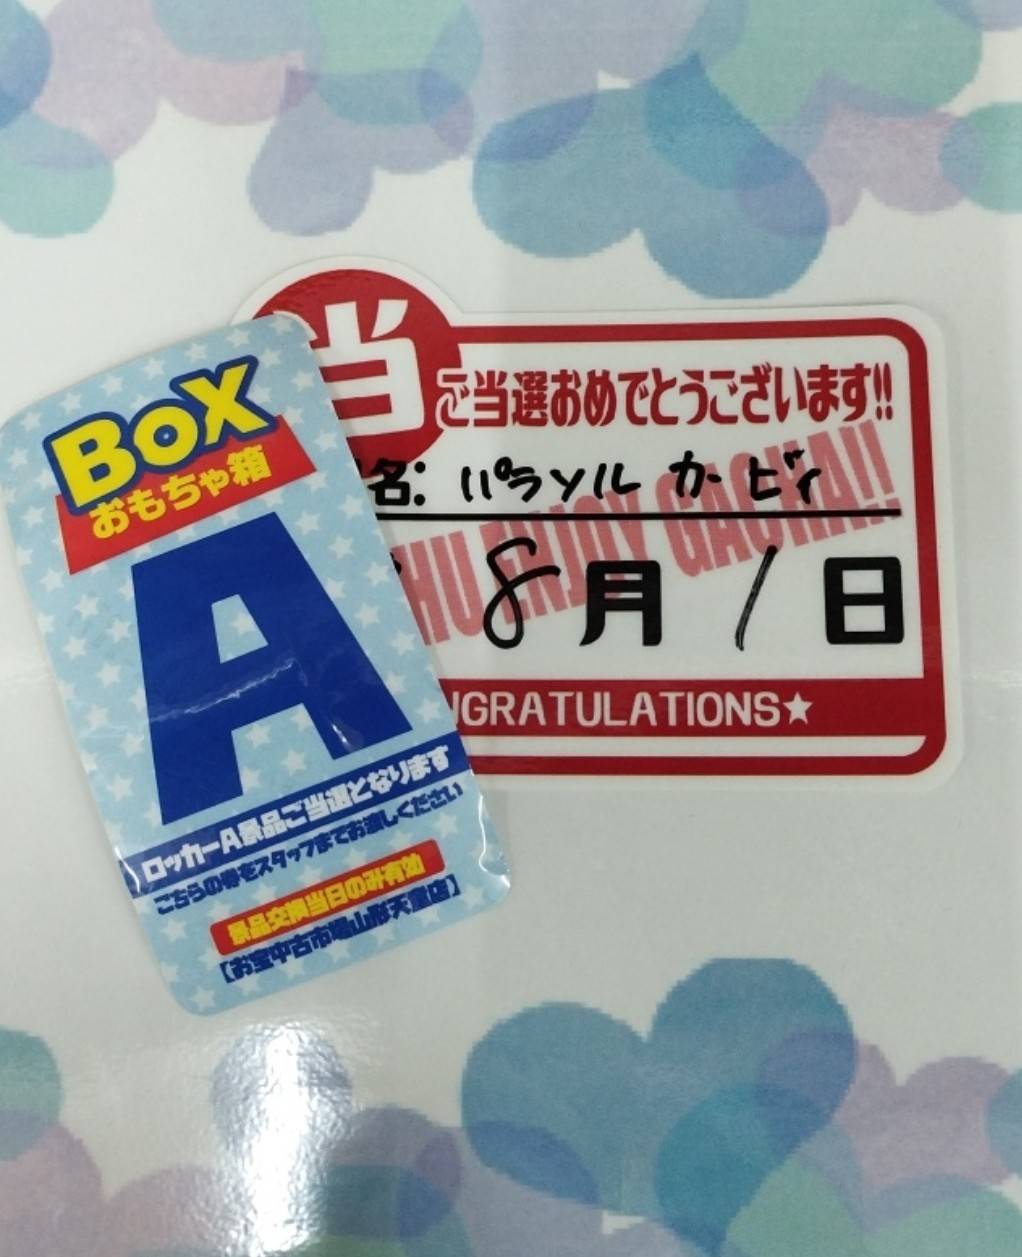 BOX
おもちゃ箱
A
ロッカーA景品ご当選となります
こちらの券をスタッフまでお渡しください
景品交換当日のみ有効
【お宝中古市場山形天童店】
当
ご当選おめでとうございます!!
名: パラソルカービィ
HU ENJOY GACHA!!
8月1日
NGRATULATIONS★